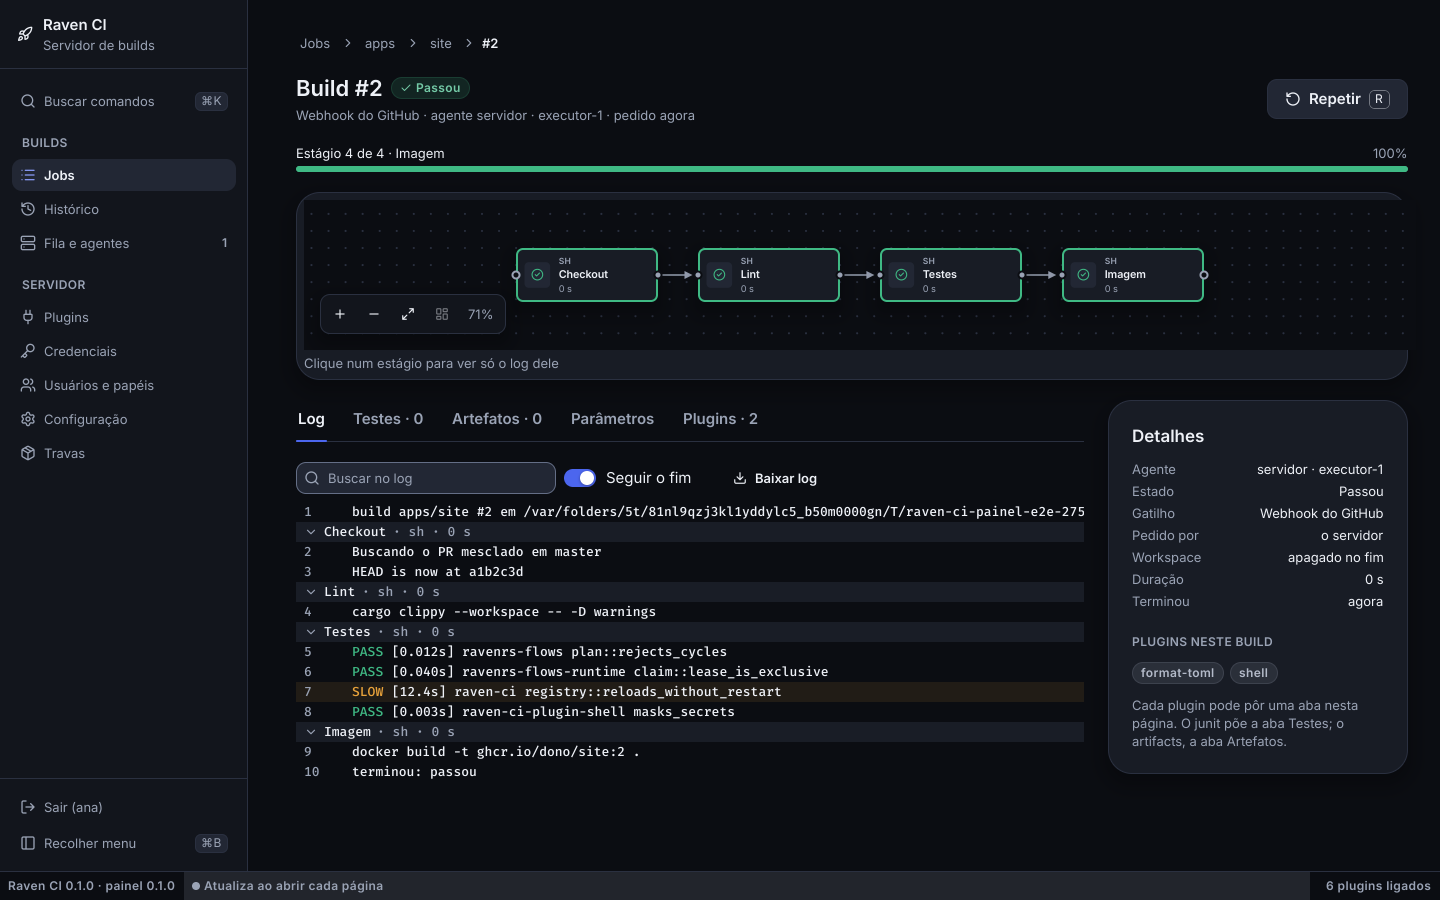 Raven CI
Servidor de builds
Buscar comandos ⌘K
BUILDS
Jobs
Histórico
Fila e agentes 1
SERVIDOR
Plugins
Credenciais
Usuários e papéis
Configuração
Travas
Sair (ana)
Recolher menu ⌘B
Jobs > apps > site > #2
Build #2 Passou
Webhook do GitHub · agente servidor · executor-1 · pedido agora
Repetir R
Estágio 4 de 4 · Imagem 100%
SH
Checkout
0 s
SH
Lint
0 s
SH
Testes
0 s
SH
Imagem
0 s
71%
Clique num estágio para ver só o log dele
Log Testes · 0 Artefatos · 0 Parâmetros Plugins · 2
Buscar no log Seguir o fim Baixar log
1 build apps/site #2 em /var/folders/5t/81nl9qzj3kl1yddylc5_b50m0000gn/T/raven-ci-painel-e2e-275
Checkout · sh · 0 s
2 Buscando o PR mesclado em master
3 HEAD is now at a1b2c3d
Lint · sh · 0 s
4 cargo clippy --workspace -- -D warnings
Testes · sh · 0 s
5 PASS [0.012s] ravenrs-flows plan::rejects_cycles
6 PASS [0.040s] ravenrs-flows-runtime claim::lease_is_exclusive
7 SLOW [12.4s] raven-ci registry::reloads_without_restart
8 PASS [0.003s] raven-ci-plugin-shell masks_secrets
Imagem · sh · 0 s
9 docker build -t ghcr.io/dono/site:2 .
10 terminou: passou
Detalhes
Agente servidor · executor-1
Estado Passou
Gatilho Webhook do GitHub
Pedido por o servidor
Workspace apagado no fim
Duração 0 s
Terminou agora
PLUGINS NESTE BUILD
format-toml shell
Cada plugin pode pôr uma aba nesta
página. O junit põe a aba Testes; o
artifacts, a aba Artefatos.
Raven CI 0.1.0 · painel 0.1.0 Atualiza ao abrir cada página 6 plugins ligados